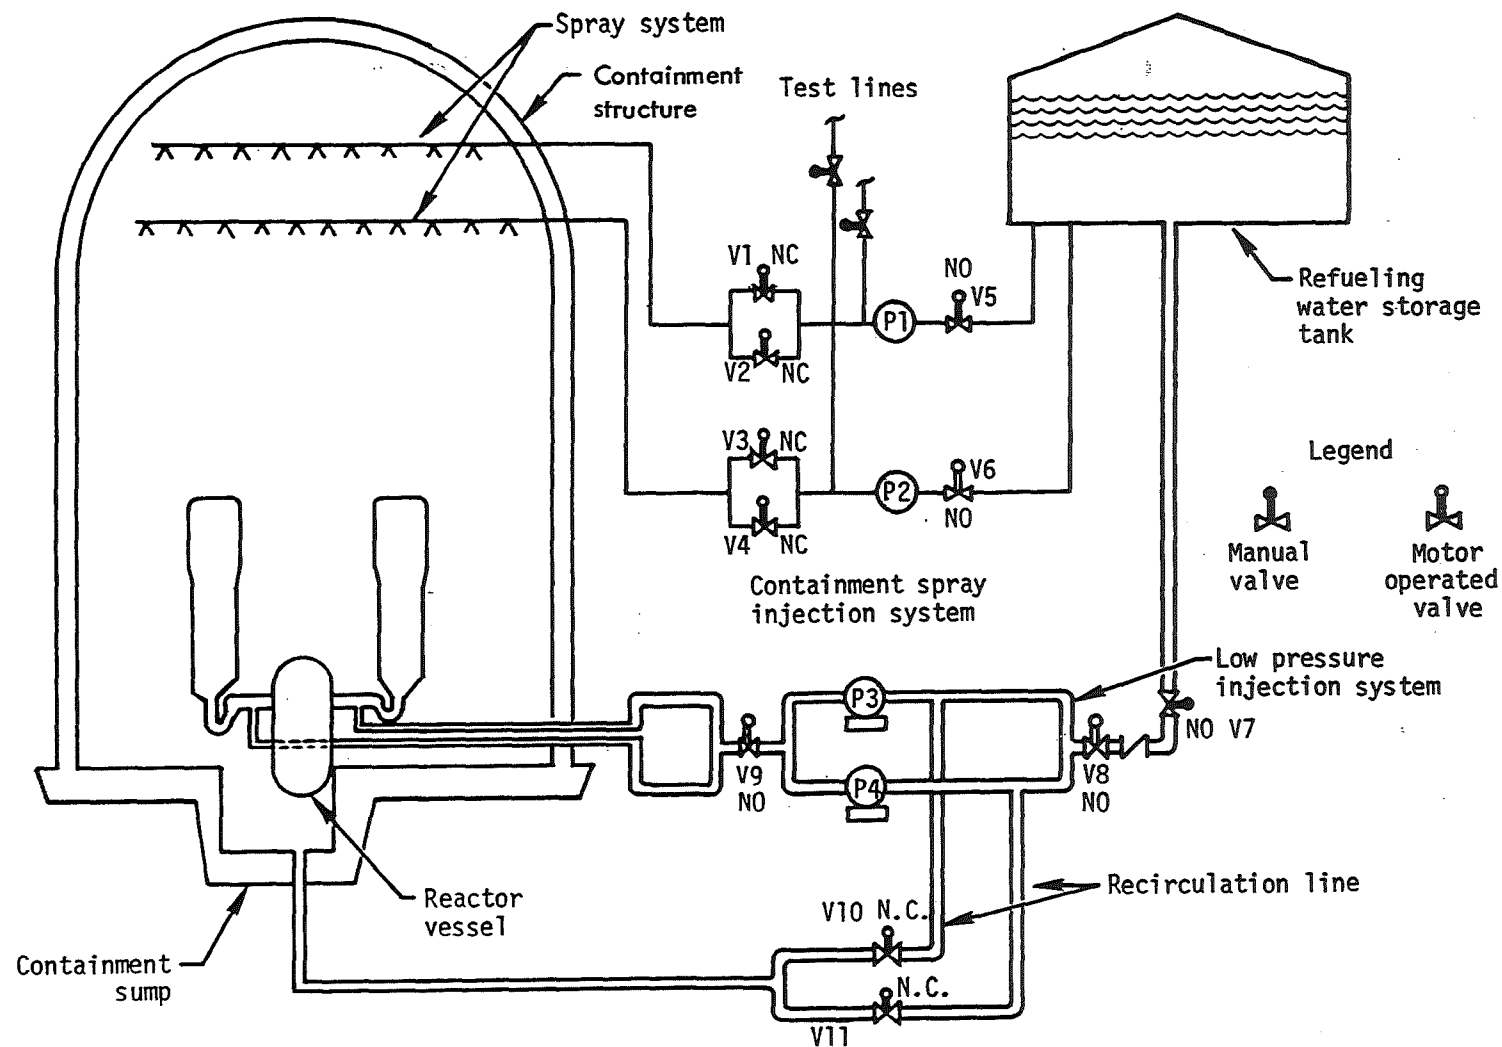 Spray system
Containment
structure
Test lines
V1 NC
NO
V5
P1
V2 NC
Refueling
water storage
tank
V3 NC
V6
P2
NO
V4 NC
Legend
Manual
valve
Motor
operated
valve
Containment spray
injection system
Low pressure
injection system
P3
NO V7
V9
NO
P4
V8
NO
Recirculation line
Reactor
vessel
V10 N.C.
Containment
sump
N.C.
V11